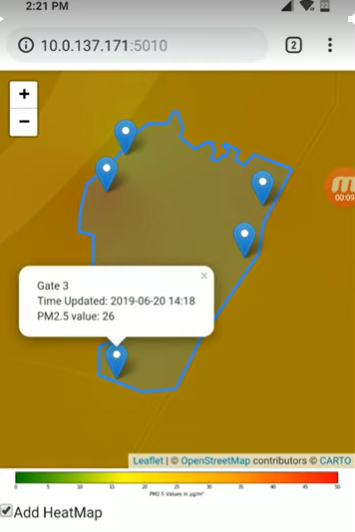 2:21 PM
10.0.137.171:5010
2
+
−
00:09
×
Gate 3
Time Updated: 2019-06-20 14:18
PM2.5 value: 26
Leaflet | © OpenStreetMap contributors © CARTO
0 5 10 15 20 25 30 35 40 45 50
PM2.5 Values in µg/m³
Add HeatMap